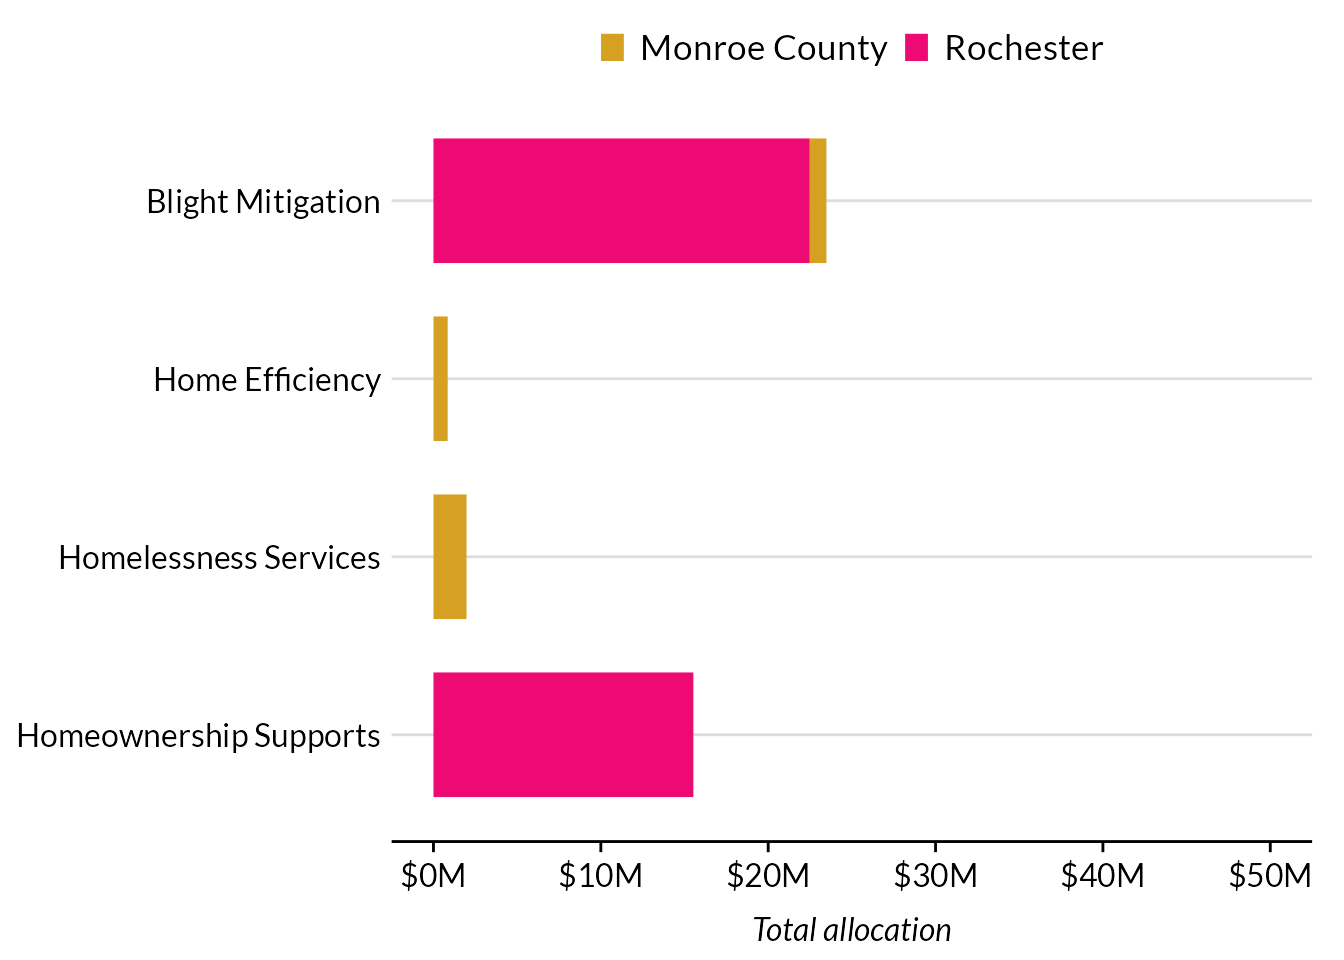 Monroe County Rochester
Blight Mitigation
Home Efficiency
Homelessness Services
Homeownership Supports
$0M $10M $20M $30M $40M $50M
Total allocation